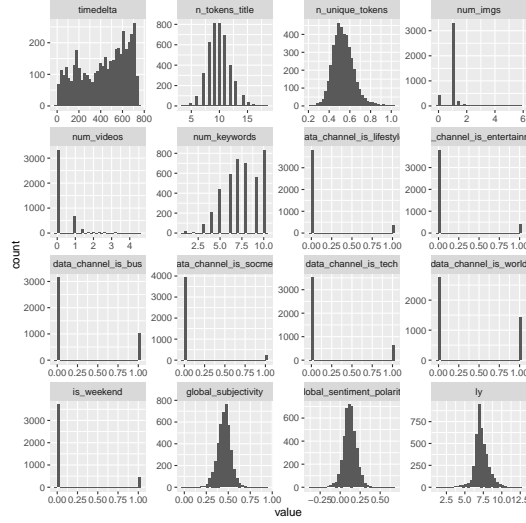 timedelta n_tokens_title n_unique_tokens num_imgs
200 100 0
800 600 400 200 0
400 300 200 100 0
3000 2000 1000 0
0 200 400 600 800 5 10 15 0.2 0.4 0.6 0.8 1.0 0 2 4 6
num_videos num_keywords ata_channel_is_lifestyl _channel_is_entertainn
3000 2000 1000 0
800 600 400 200 0
3000 2000 1000 0
3000 2000 1000 0
0 1 2 3 4 2.5 5.0 7.5 10.0 0.00 0.25 0.50 0.75 1.00 0.00 0.25 0.50 0.75 1.00
count
data_channel_is_bus ata_channel_is_socme data_channel_is_tech data_channel_is_world
3000 2000 1000 0
4000 3000 2000 1000 0
3000 2000 1000 0
2000 1000 0
0.00 0.25 0.50 0.75 1.00 0.00 0.25 0.50 0.75 1.00 0.00 0.25 0.50 0.75 1.00 0.00 0.25 0.50 0.75 1.00
is_weekend global_subjectivity lobal_sentiment_polarit ly
3000 2000 1000 0
800 600 400 200 0
600 400 200 0
750 500 250 0
0.00 0.25 0.50 0.75 1.00 0.00 0.25 0.50 0.75 1.00 −0.25 0.00 0.25 0.50 2.5 5.0 7.5 10.0 12.5
value